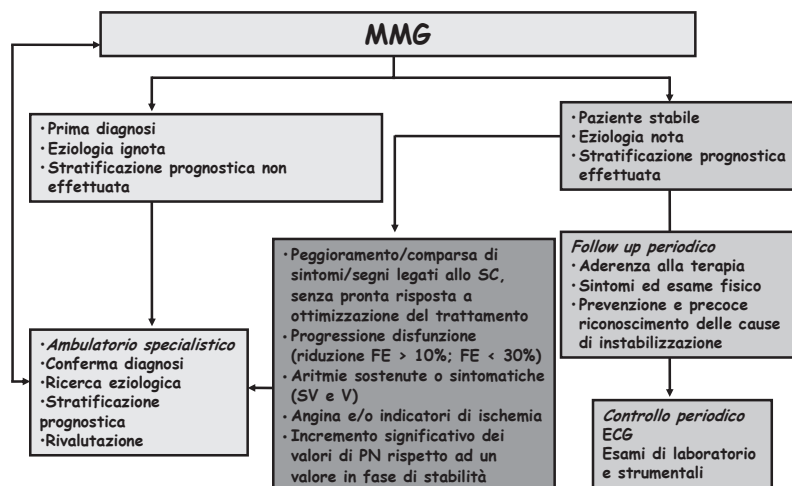 MMG
·Prima diagnosi
·Eziologia ignota
·Stratificazione prognostica non
effettuata
·Paziente stabile
·Eziologia nota
·Stratificazione prognostica
effettuata
·Peggioramento/comparsa di
sintomi/segni legati allo SC,
senza pronta risposta a
ottimizzazione del trattamento
·Progressione disfunzione
(riduzione FE > 10%; FE < 30%)
·Aritmie sostenute o sintomatiche
(SV e V)
·Angina e/o indicatori di ischemia
·Incremento significativo dei
valori di PN rispetto ad un
valore in fase di stabilità
Follow up periodico
·Aderenza alla terapia
·Sintomi ed esame fisico
·Prevenzione e precoce
riconoscimento delle cause
di instabilizzazione
·Ambulatorio specialistico
·Conferma diagnosi
·Ricerca eziologica
·Stratificazione
prognostica
·Rivalutazione
Controllo periodico
ECG
Esami di laboratorio
e strumentali